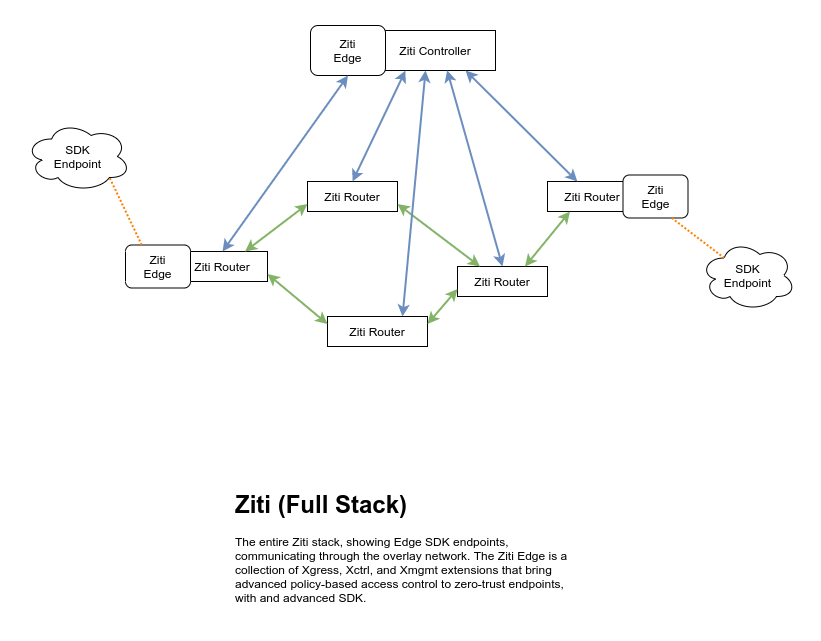 Ziti
Edge
Ziti Controller
SDK
Endpoint
Ziti Router
Ziti Router
Ziti
Edge
Ziti
Edge
Ziti Router
Ziti Router
SDK
Endpoint
Ziti Router
Ziti (Full Stack)
The entire Ziti stack, showing Edge SDK endpoints,
communicating through the overlay network. The Ziti Edge is a
collection of Xgress, Xctrl, and Xmgmt extensions that bring
advanced policy-based access control to zero-trust endpoints,
with and advanced SDK.